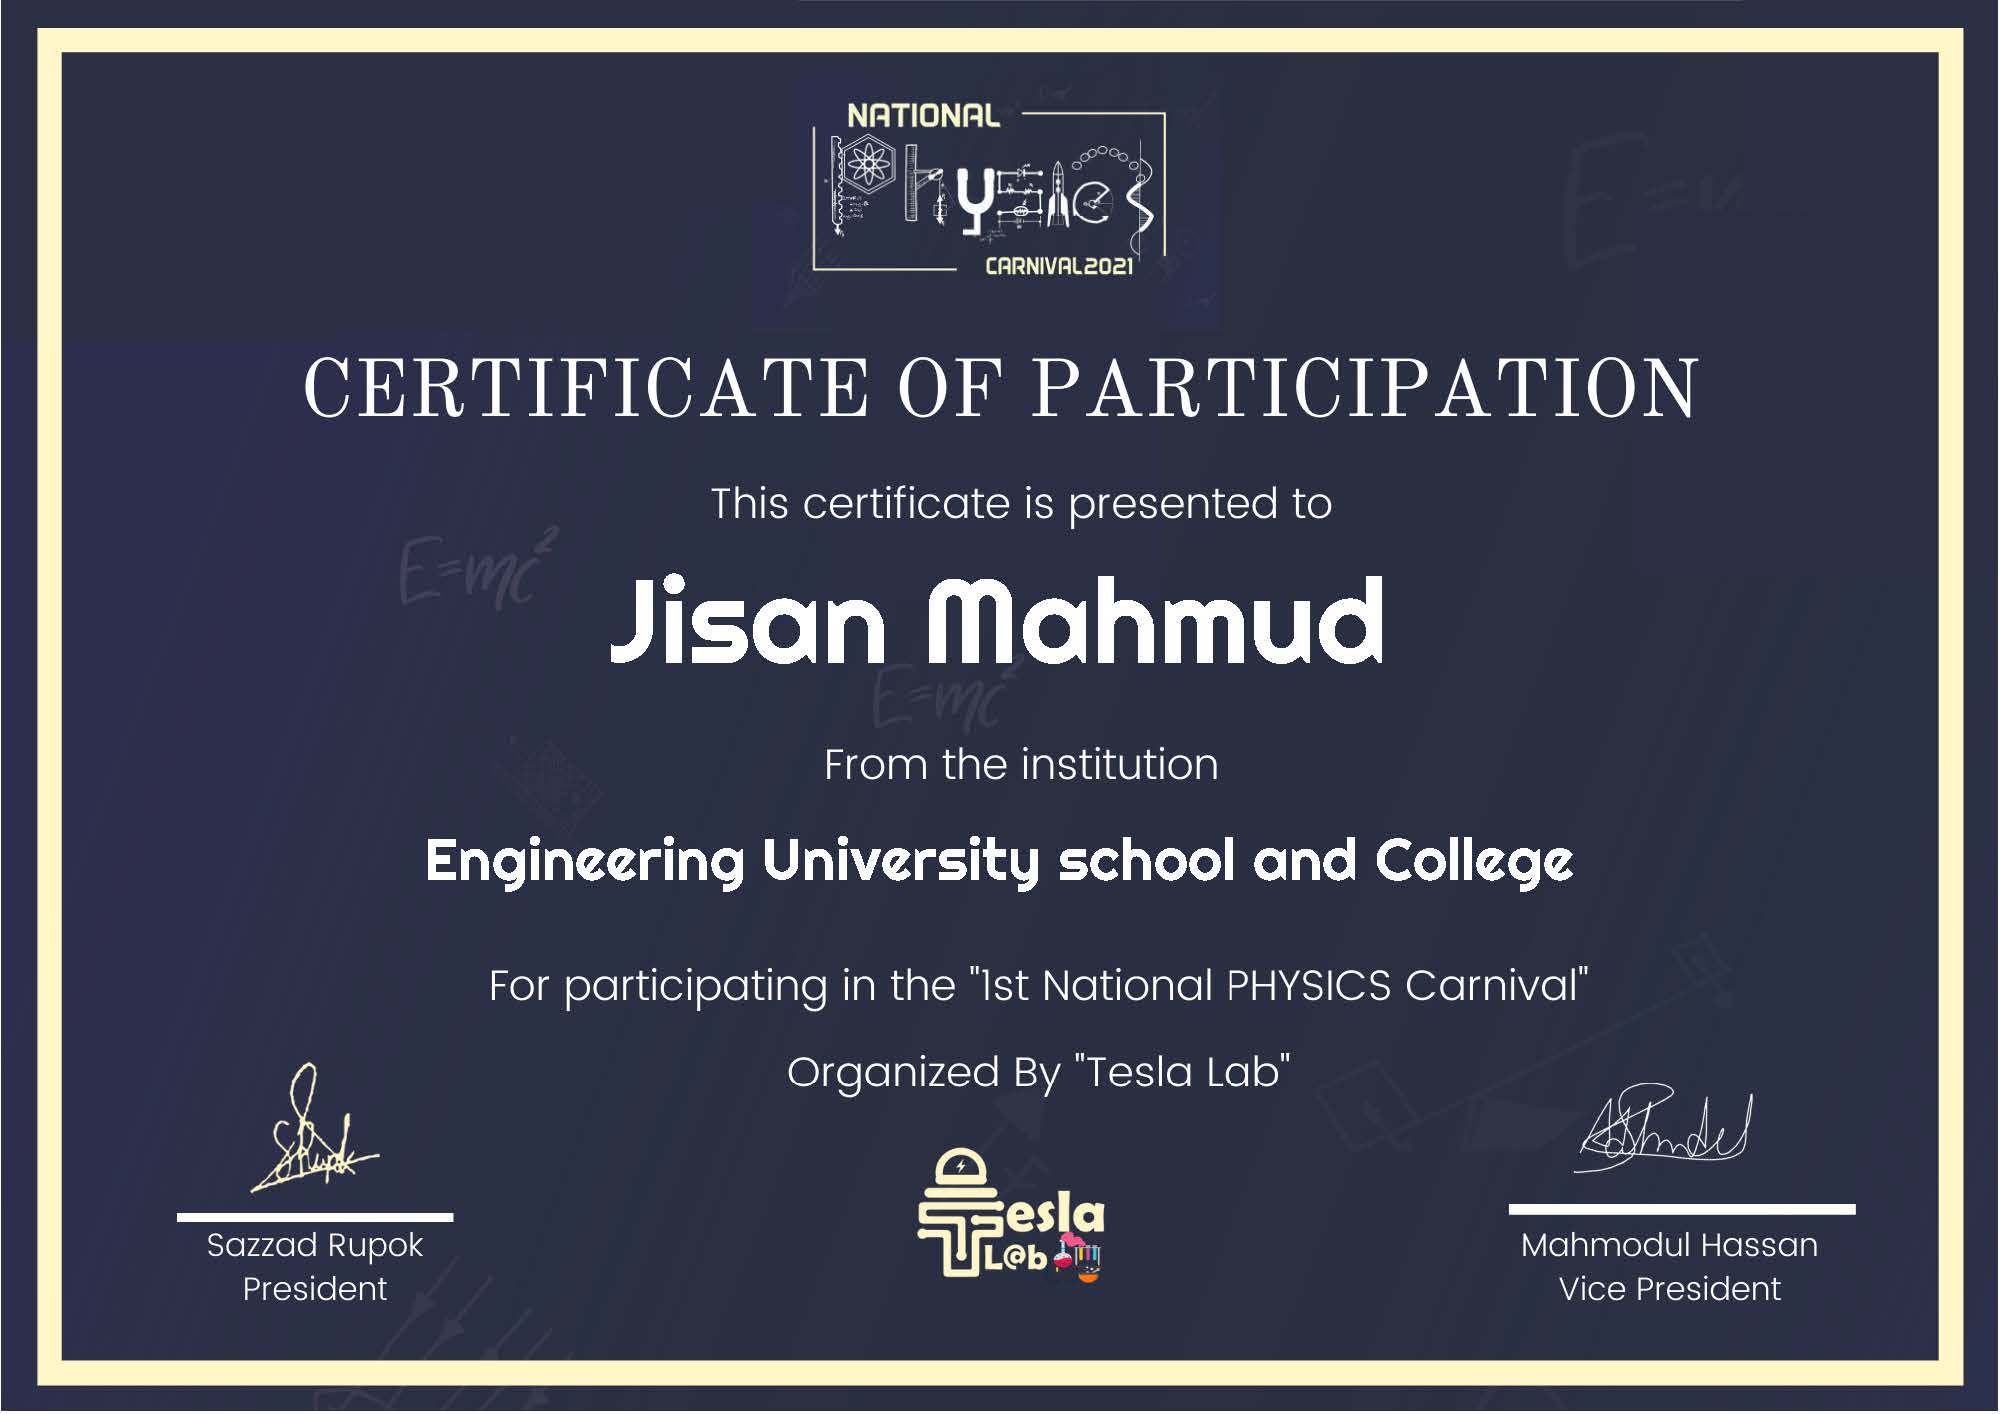 NATIONAL
Physics
CARNIVAL2021
CERTIFICATE OF PARTICIPATION
This certificate is presented to
E=mc²
Jisan Mahmud
E=mc²
From the institution
Engineering University school and College
For participating in the "1st National PHYSICS Carnival"
Organized By "Tesla Lab"
Tesla
L@b
Sazzad Rupok
President
Mahmodul Hassan
Vice President